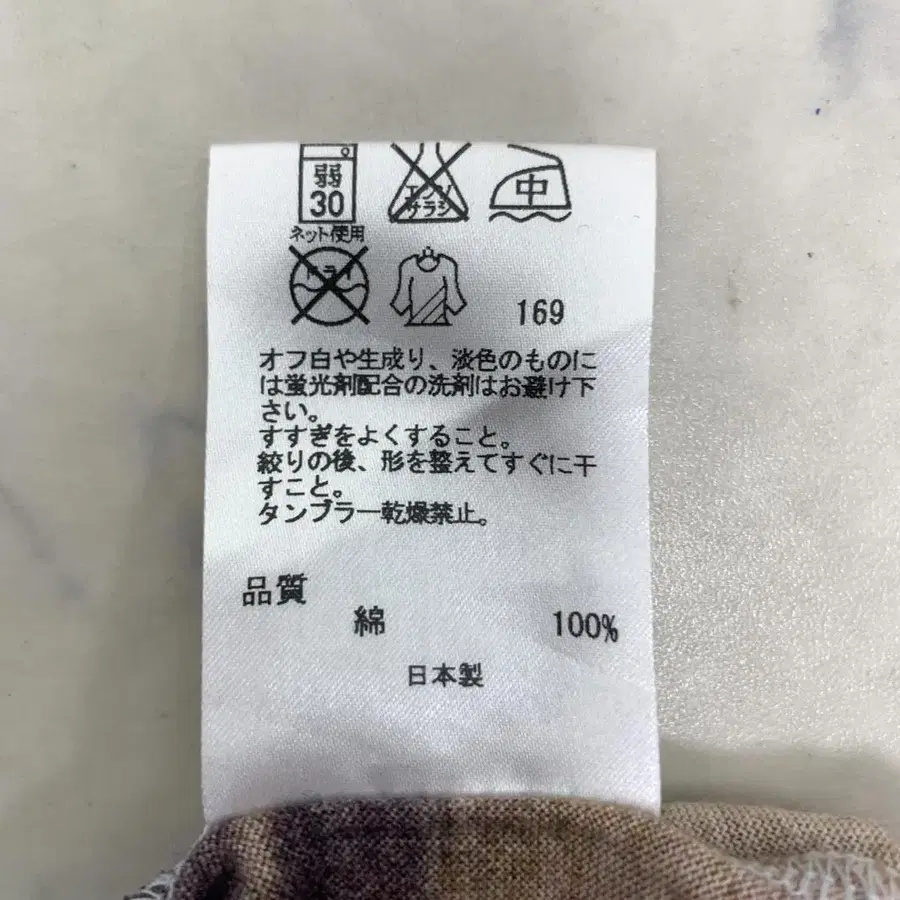 弱
30
ネット使用
エンソ
サラシ
中
ドライ
169
オフ白や生成り、淡色のものに
は蛍光剤配合の洗剤はお避け下
さい。
すすぎをよくすること。
絞りの後、形を整えてすぐに干
すこと。
タンブラー乾燥禁止。
品質
綿 100%
日本製